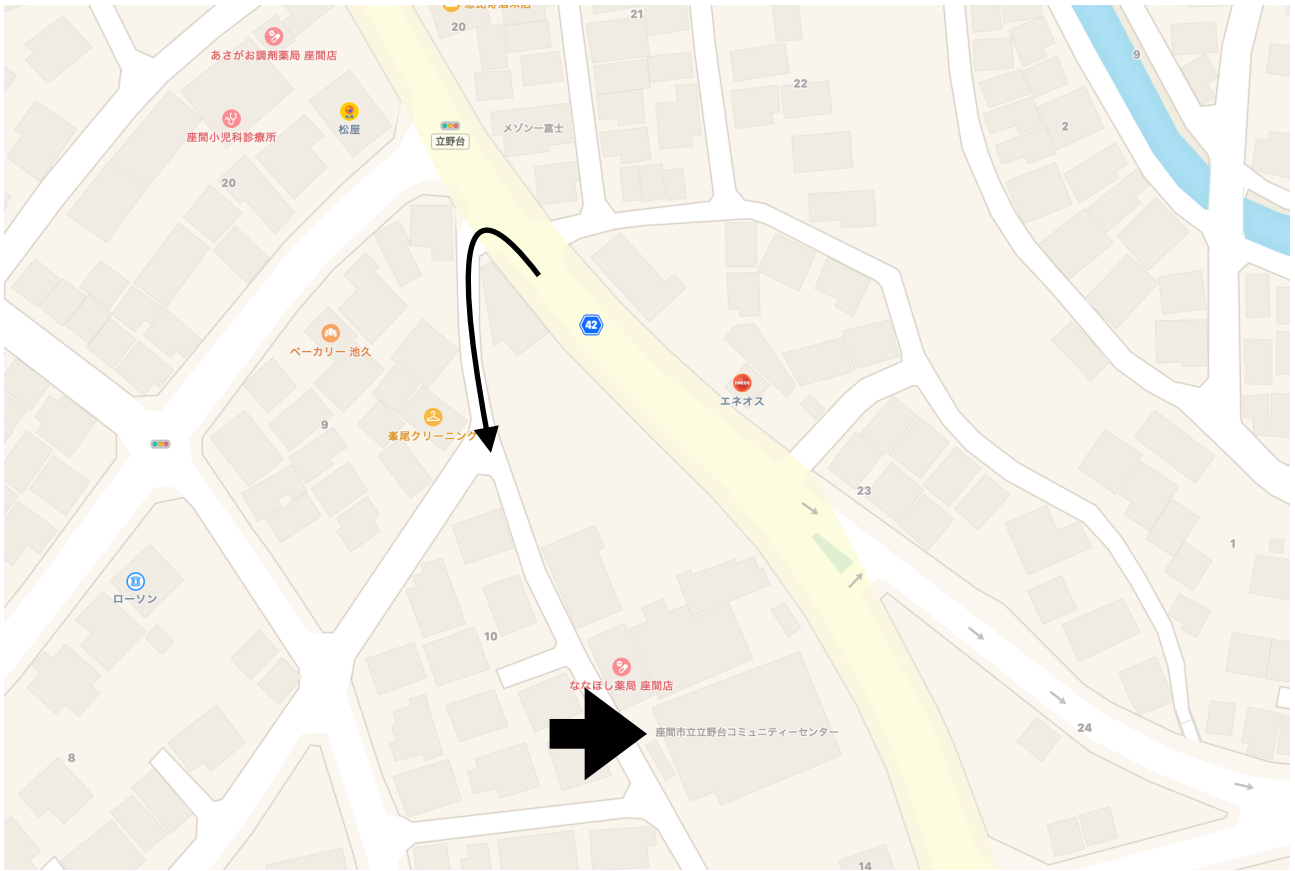 20
21
あさがお調剤薬局 座間店
22
9
松屋
座間小児科診療所
立野台
メゾン一富士
2
20
42
ベーカリー 池久
ENEOS
エネオス
9
峯尾クリーニング
23
1
ローソン
10
ななほし薬局 座間店
座間市立立野台コミュニティーセンター
24
8
14